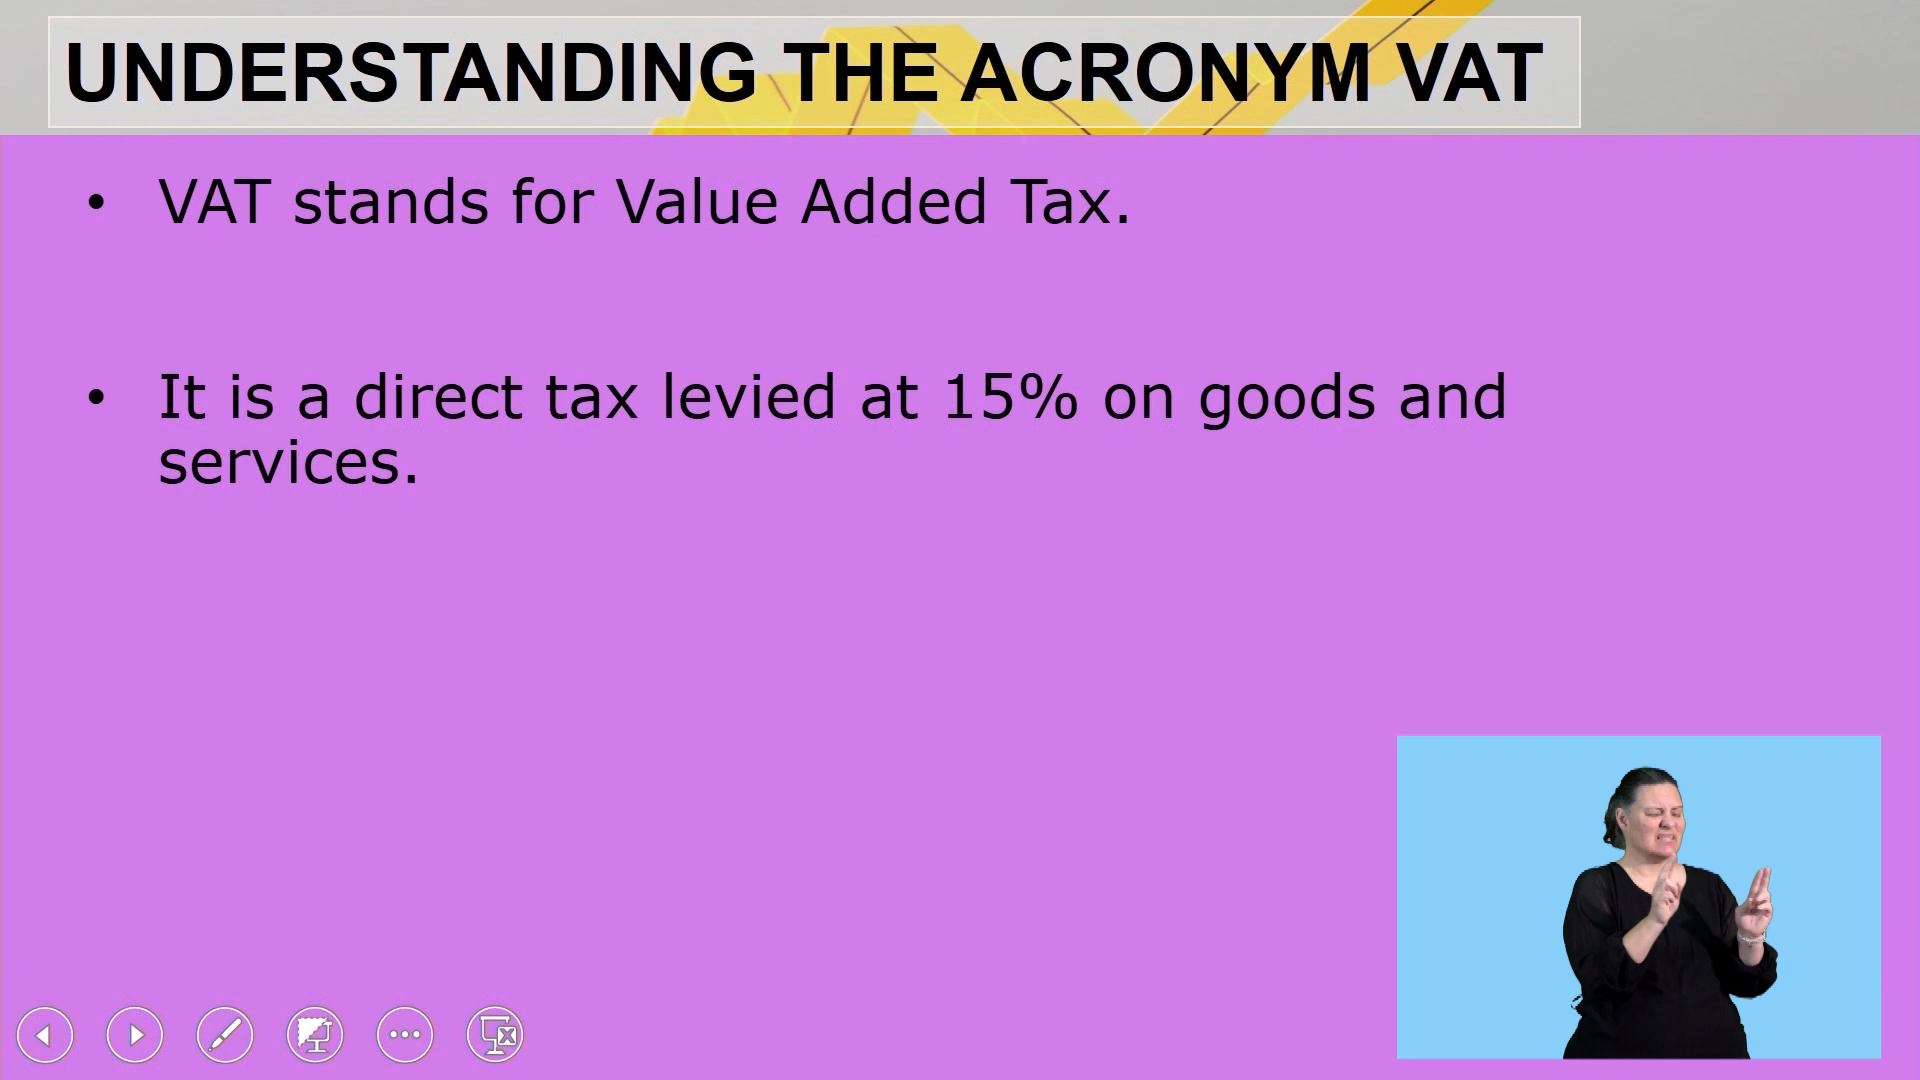 UNDERSTANDING THE ACRONYM VAT
• VAT stands for Value Added Tax.
• It is a direct tax levied at 15% on goods and
services.